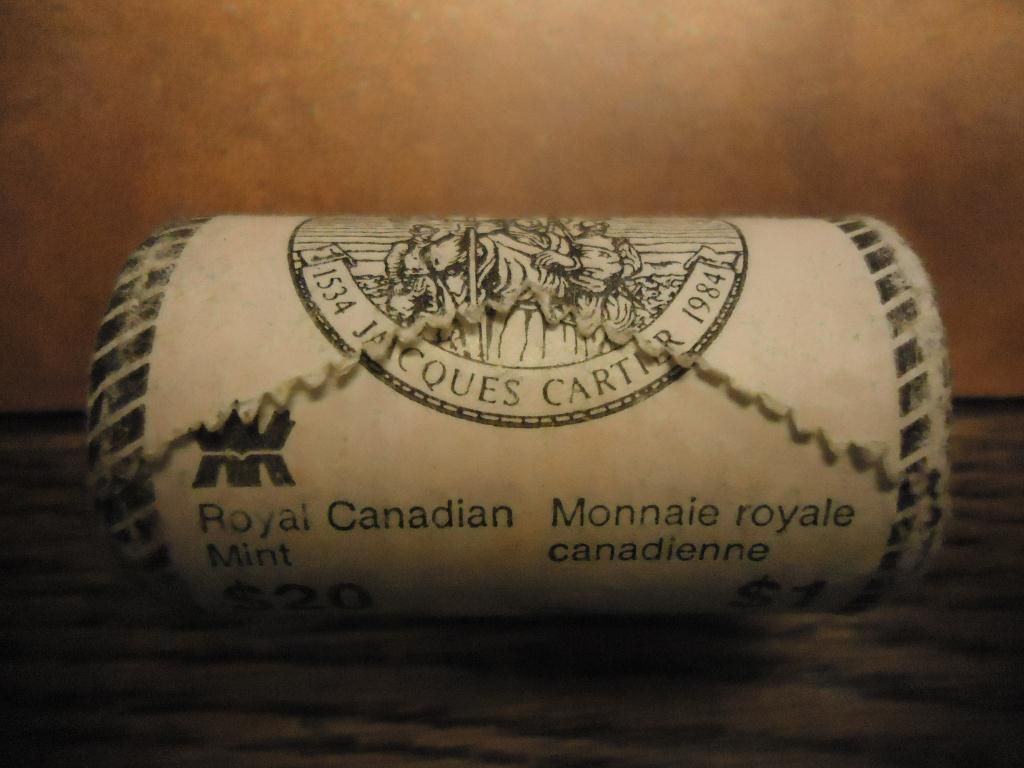 1534 JACQUES CARTIER 1984
Royal Canadian
Mint
Monnaie royale
canadienne
$20
$1